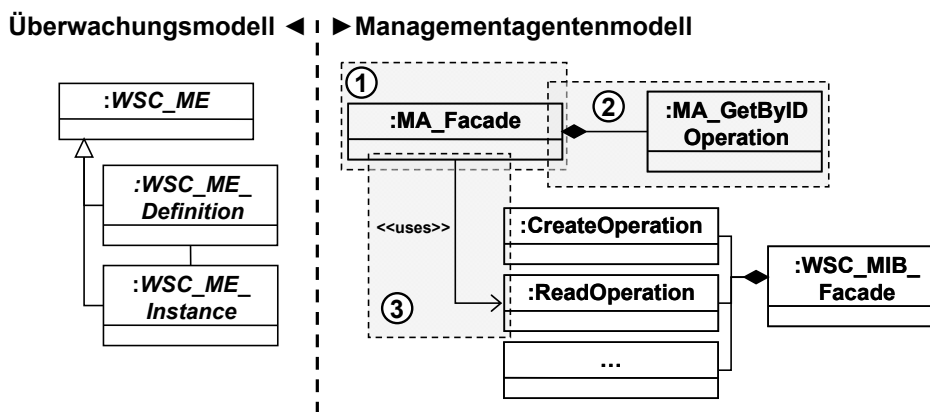 Überwachungsmodell ◄ ► Managementagentenmodell
:WSC_ME
:WSC_ME_
Definition
:WSC_ME_
Instance
1
:MA_Facade
2
:MA_GetByID
Operation
<<uses>>
3
:CreateOperation
:ReadOperation
...
:WSC_MIB_
Facade